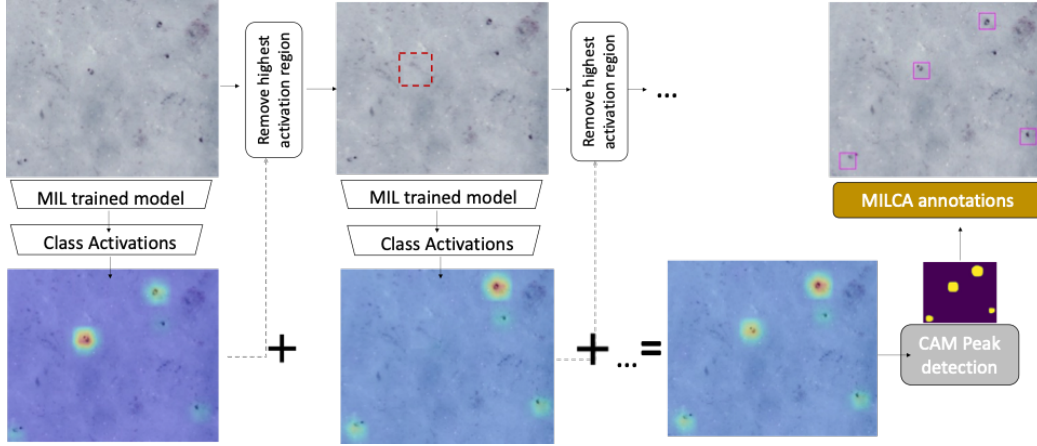 Remove highest
activation region
Remove highest
activation region
...
MIL trained model
MIL trained model
MILCA annotations
Class Activations
Class Activations
+
+ ... =
CAM Peak
detection